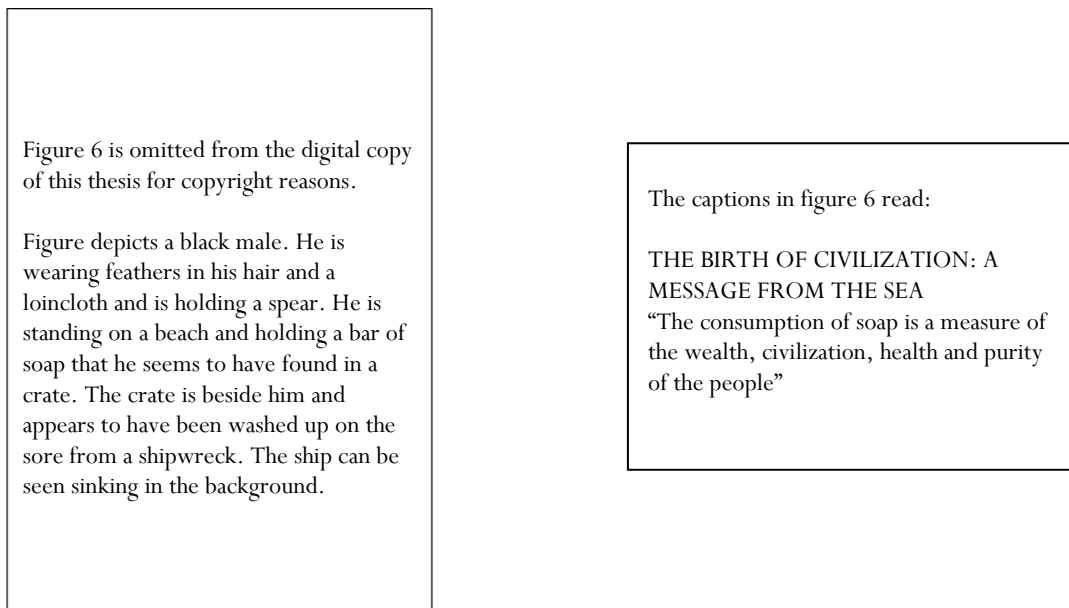 Figure 6 is omitted from the digital copy
of this thesis for copyright reasons.
Figure depicts a black male. He is
wearing feathers in his hair and a
loincloth and is holding a spear. He is
standing on a beach and holding a bar of
soap that he seems to have found in a
crate. The crate is beside him and
appears to have been washed up on the
sore from a shipwreck. The ship can be
seen sinking in the background.
The captions in figure 6 read:
THE BIRTH OF CIVILIZATION: A
MESSAGE FROM THE SEA
“The consumption of soap is a measure of
the wealth, civilization, health and purity
of the people”